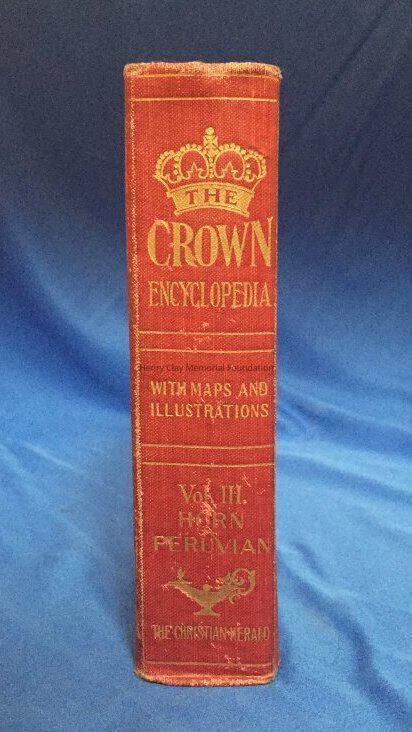 THE
CROWN
ENCYCLOPEDIA
Henry Clay Memorial Foundation
WITH MAPS AND
ILLUSTRATIONS
Vol. III.
HORN
PERUVIAN
THE CHRISTIAN HERALD